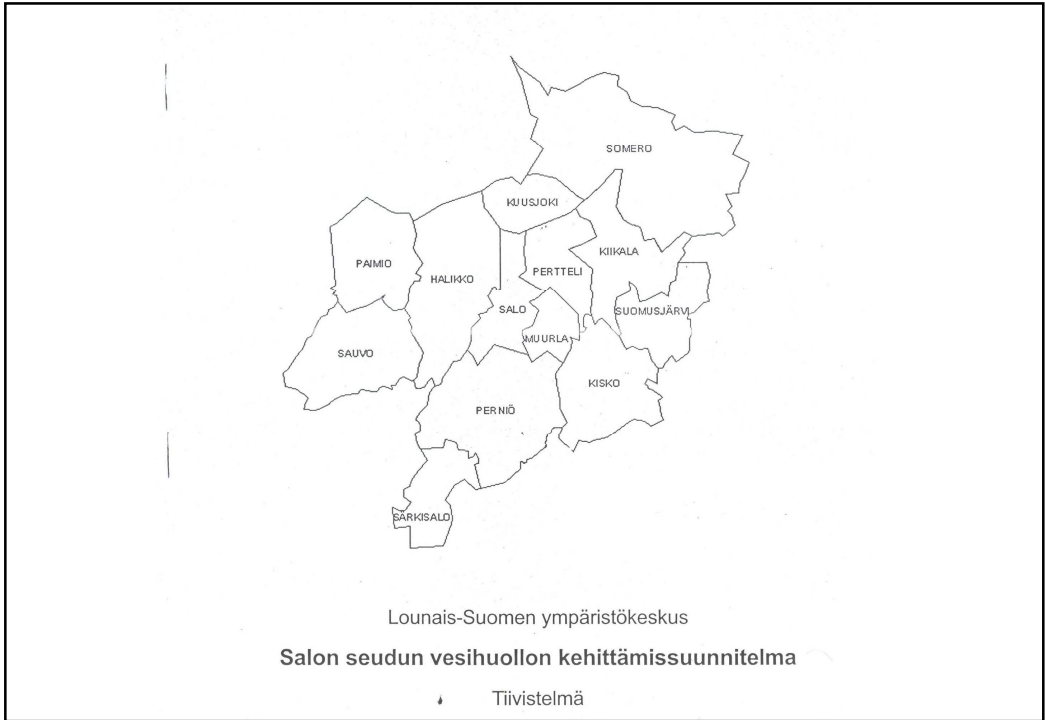 SOMERO
KUUSJOKI
KIIKALA
PAIMIO
PERTTELI
HALIKKO
SALO
SUOMUSJÄRVI
MUURLA
SAUVO
KISKO
PERNIÖ
SÄRKISALO
Lounais-Suomen ympäristökeskus
Salon seudun vesihuollon kehittämissuunnitelma
Tiivistelmä